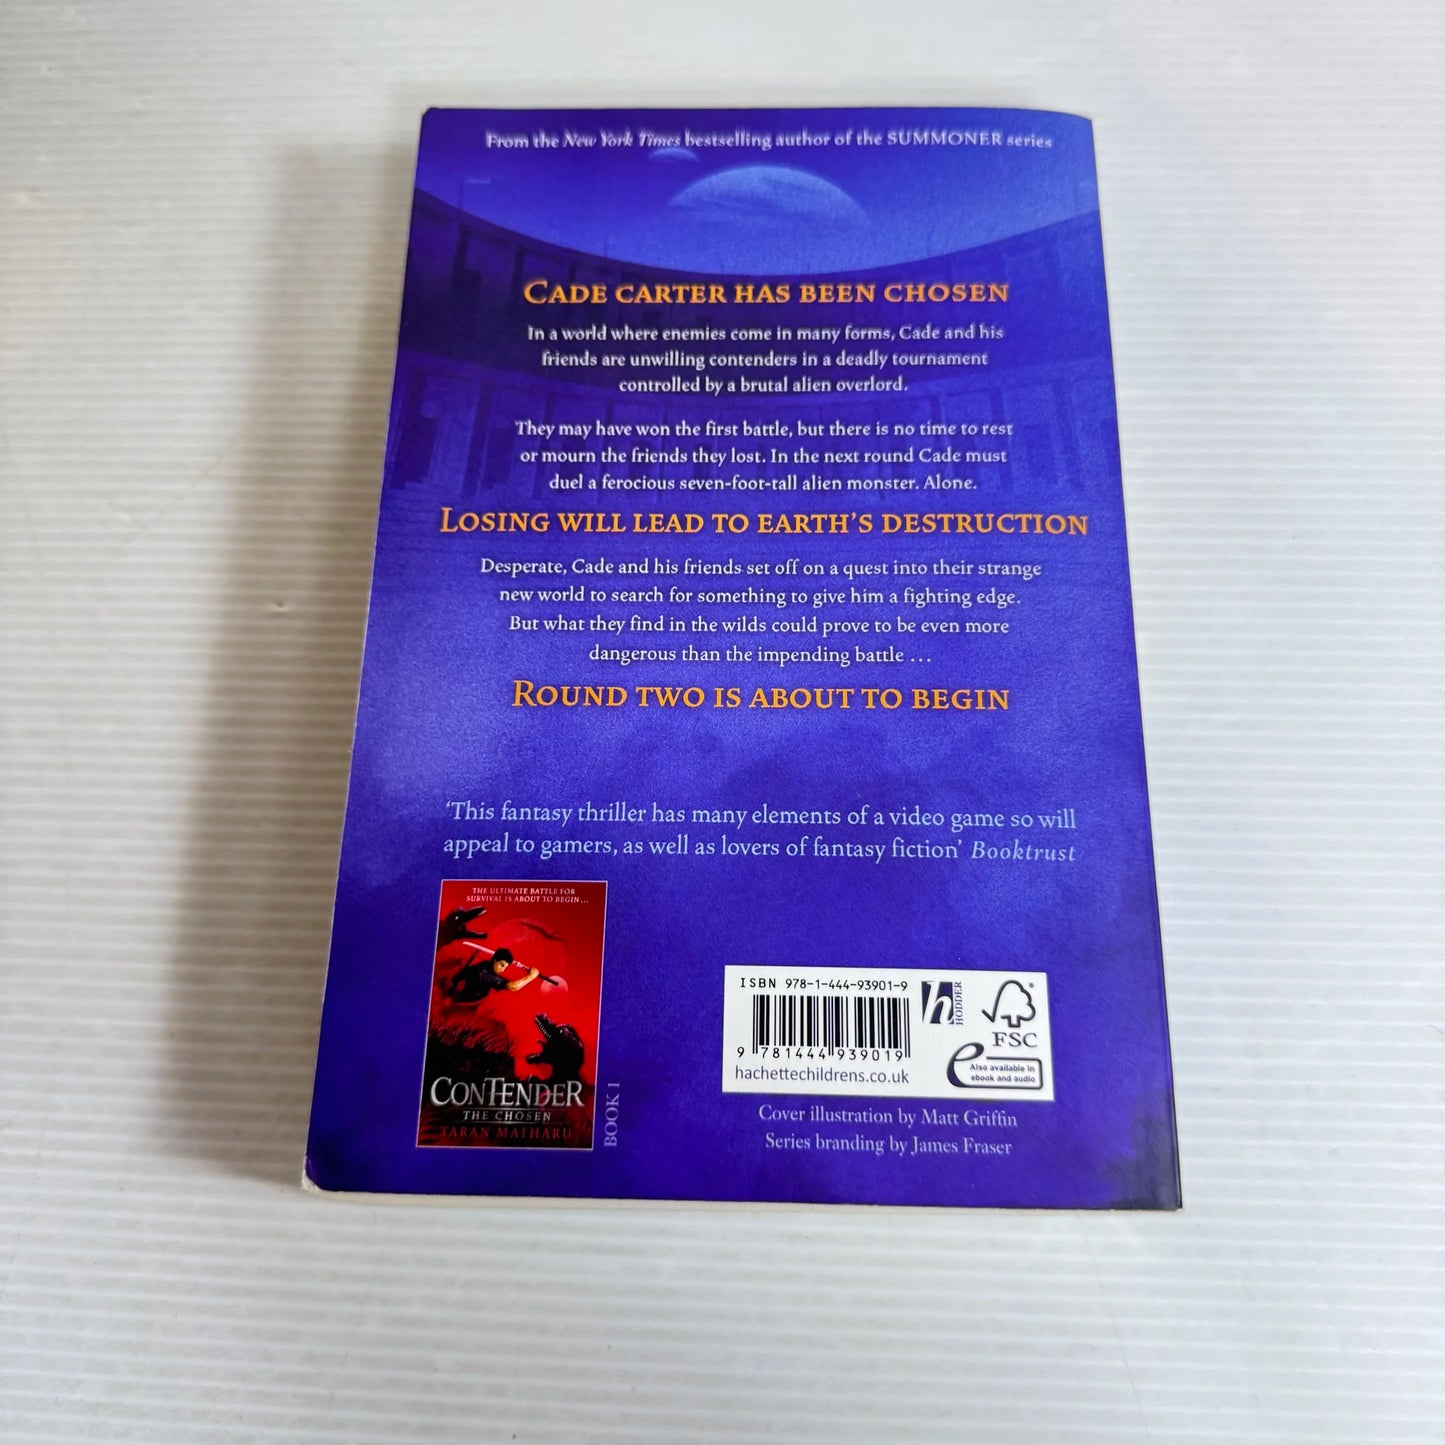 From the New York Times bestselling author of the SUMMONER series
CADE CARTER HAS BEEN CHOSEN
In a world where enemies come in many forms, Cade and his
friends are unwilling contenders in a deadly tournament
controlled by a brutal alien overlord.
They may have won the first battle, but there is no time to rest
or mourn the friends they lost. In the next round Cade must
duel a ferocious seven-foot-tall alien monster. Alone.
LOSING WILL LEAD TO EARTH'S DESTRUCTION
Desperate, Cade and his friends set off on a quest into their strange
new world to search for something to give him a fighting edge.
But what they find in the wilds could prove to be even more
dangerous than the impending battle ...
ROUND TWO IS ABOUT TO BEGIN
'This fantasy thriller has many elements of a video game so will
appeal to gamers, as well as lovers of fantasy fiction' Booktrust
THE ULTIMATE BATTLE FOR
SURVIVAL IS ABOUT TO BEGIN ...
CONTENDER
THE CHOSEN
TARAN MATHARU
BOOK 1
ISBN 978-1-444-93901-9
9 781444 939019
hachettechildrens.co.uk
h
HODDER
FSC
e
Also available in
ebook and audio
Cover illustration by Matt Griffin
Series branding by James Fraser